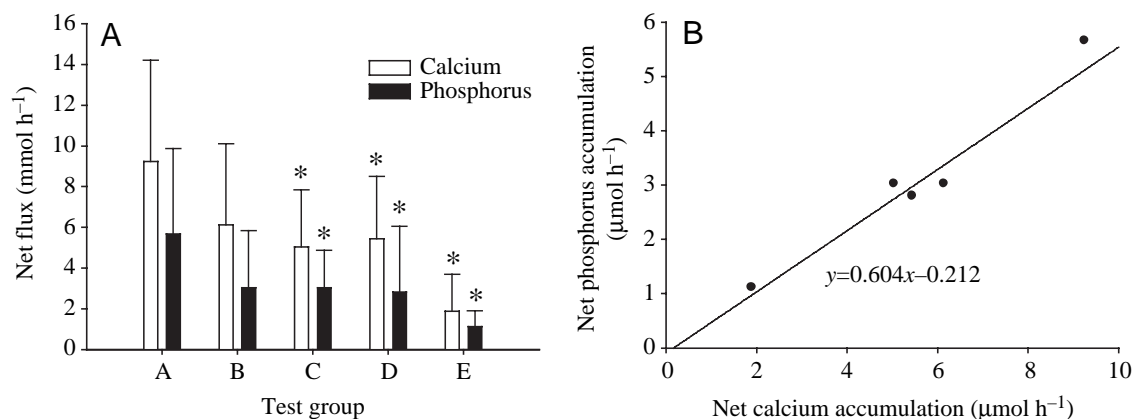 A
16
14
12
10
8
6
4
2
0
Net flux (mmol h–1)
Calcium
Phosphorus
* * * * * *
A B C D E
Test group
B
6
5
4
3
2
1
0
Net phosphorus accumulation
(μmol h–1)
y=0.604x–0.212
0 2 4 6 8 10
Net calcium accumulation (μmol h–1)